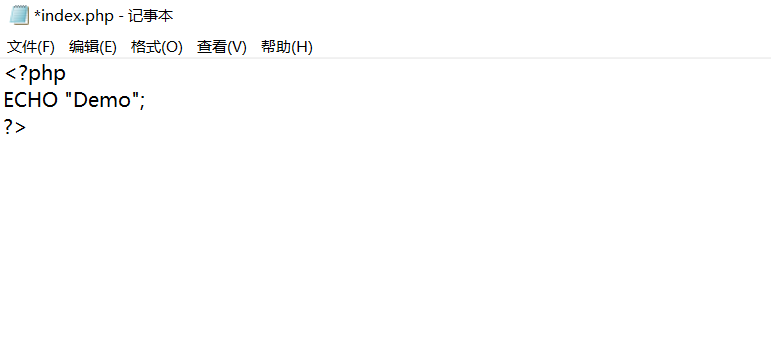 *index.php - 记事本
文件(F) 编辑(E) 格式(O) 查看(V) 帮助(H)
<?php
ECHO "Demo";
?>